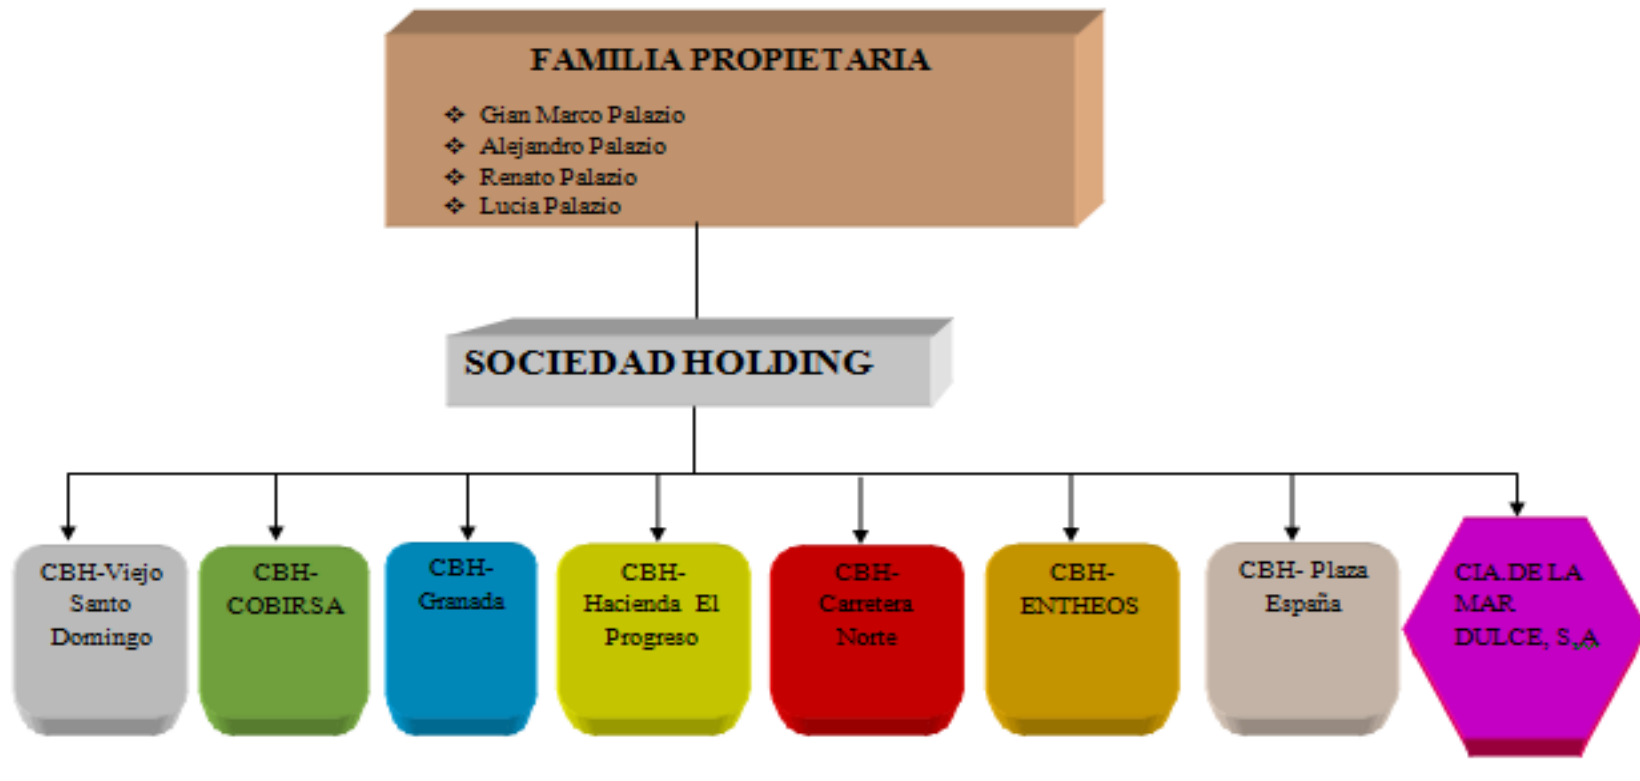 FAMILIA PROPIETARIA
❖ Gian Marco Palazio
❖ Alejandro Palazio
❖ Renato Palazio
❖ Lucia Palazio
SOCIEDAD HOLDING
CBH-Viejo
Santo
Domingo
CBH-
COBIRSA
CBH-
Granada
CBH-
Hacienda El
Progreso
CBH-
Carretera
Norte
CBH-
ENTHEOS
CBH- Plaza
España
CIA.DE LA
MAR
DULCE, S,A